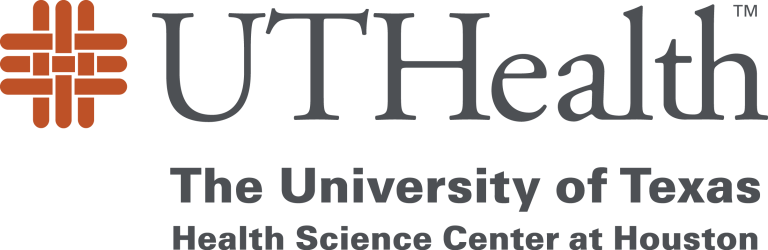 UTHealth™
The University of Texas
Health Science Center at Houston